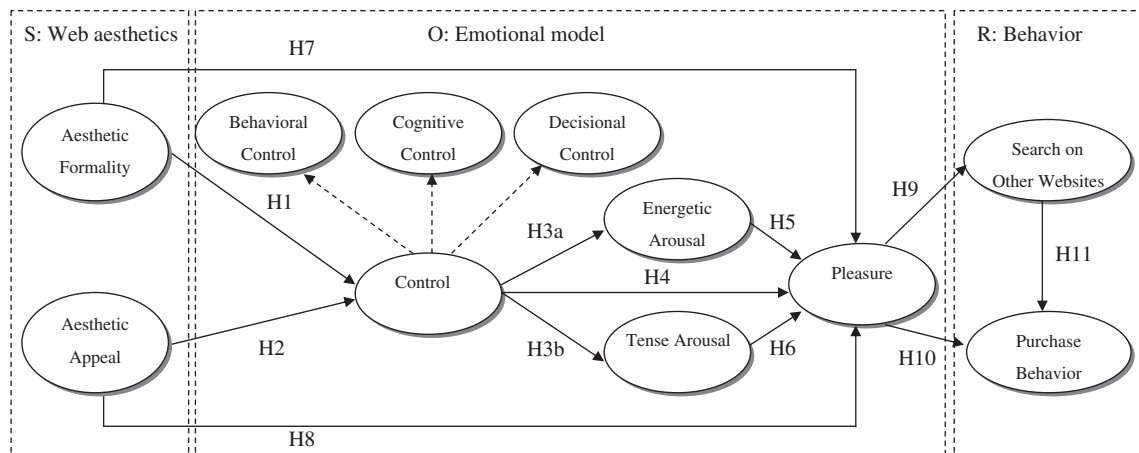 S: Web aesthetics
O: Emotional model
R: Behavior
H7
Aesthetic
Formality
Behavioral
Control
Cognitive
Control
Decisional
Control
Search on
Other Websites
H1
H9
Energetic
Arousal
H3a
H5
H4
Control
Pleasure
H11
Aesthetic
Appeal
H2
H3b
Tense Arousal
H6
H10
Purchase
Behavior
H8